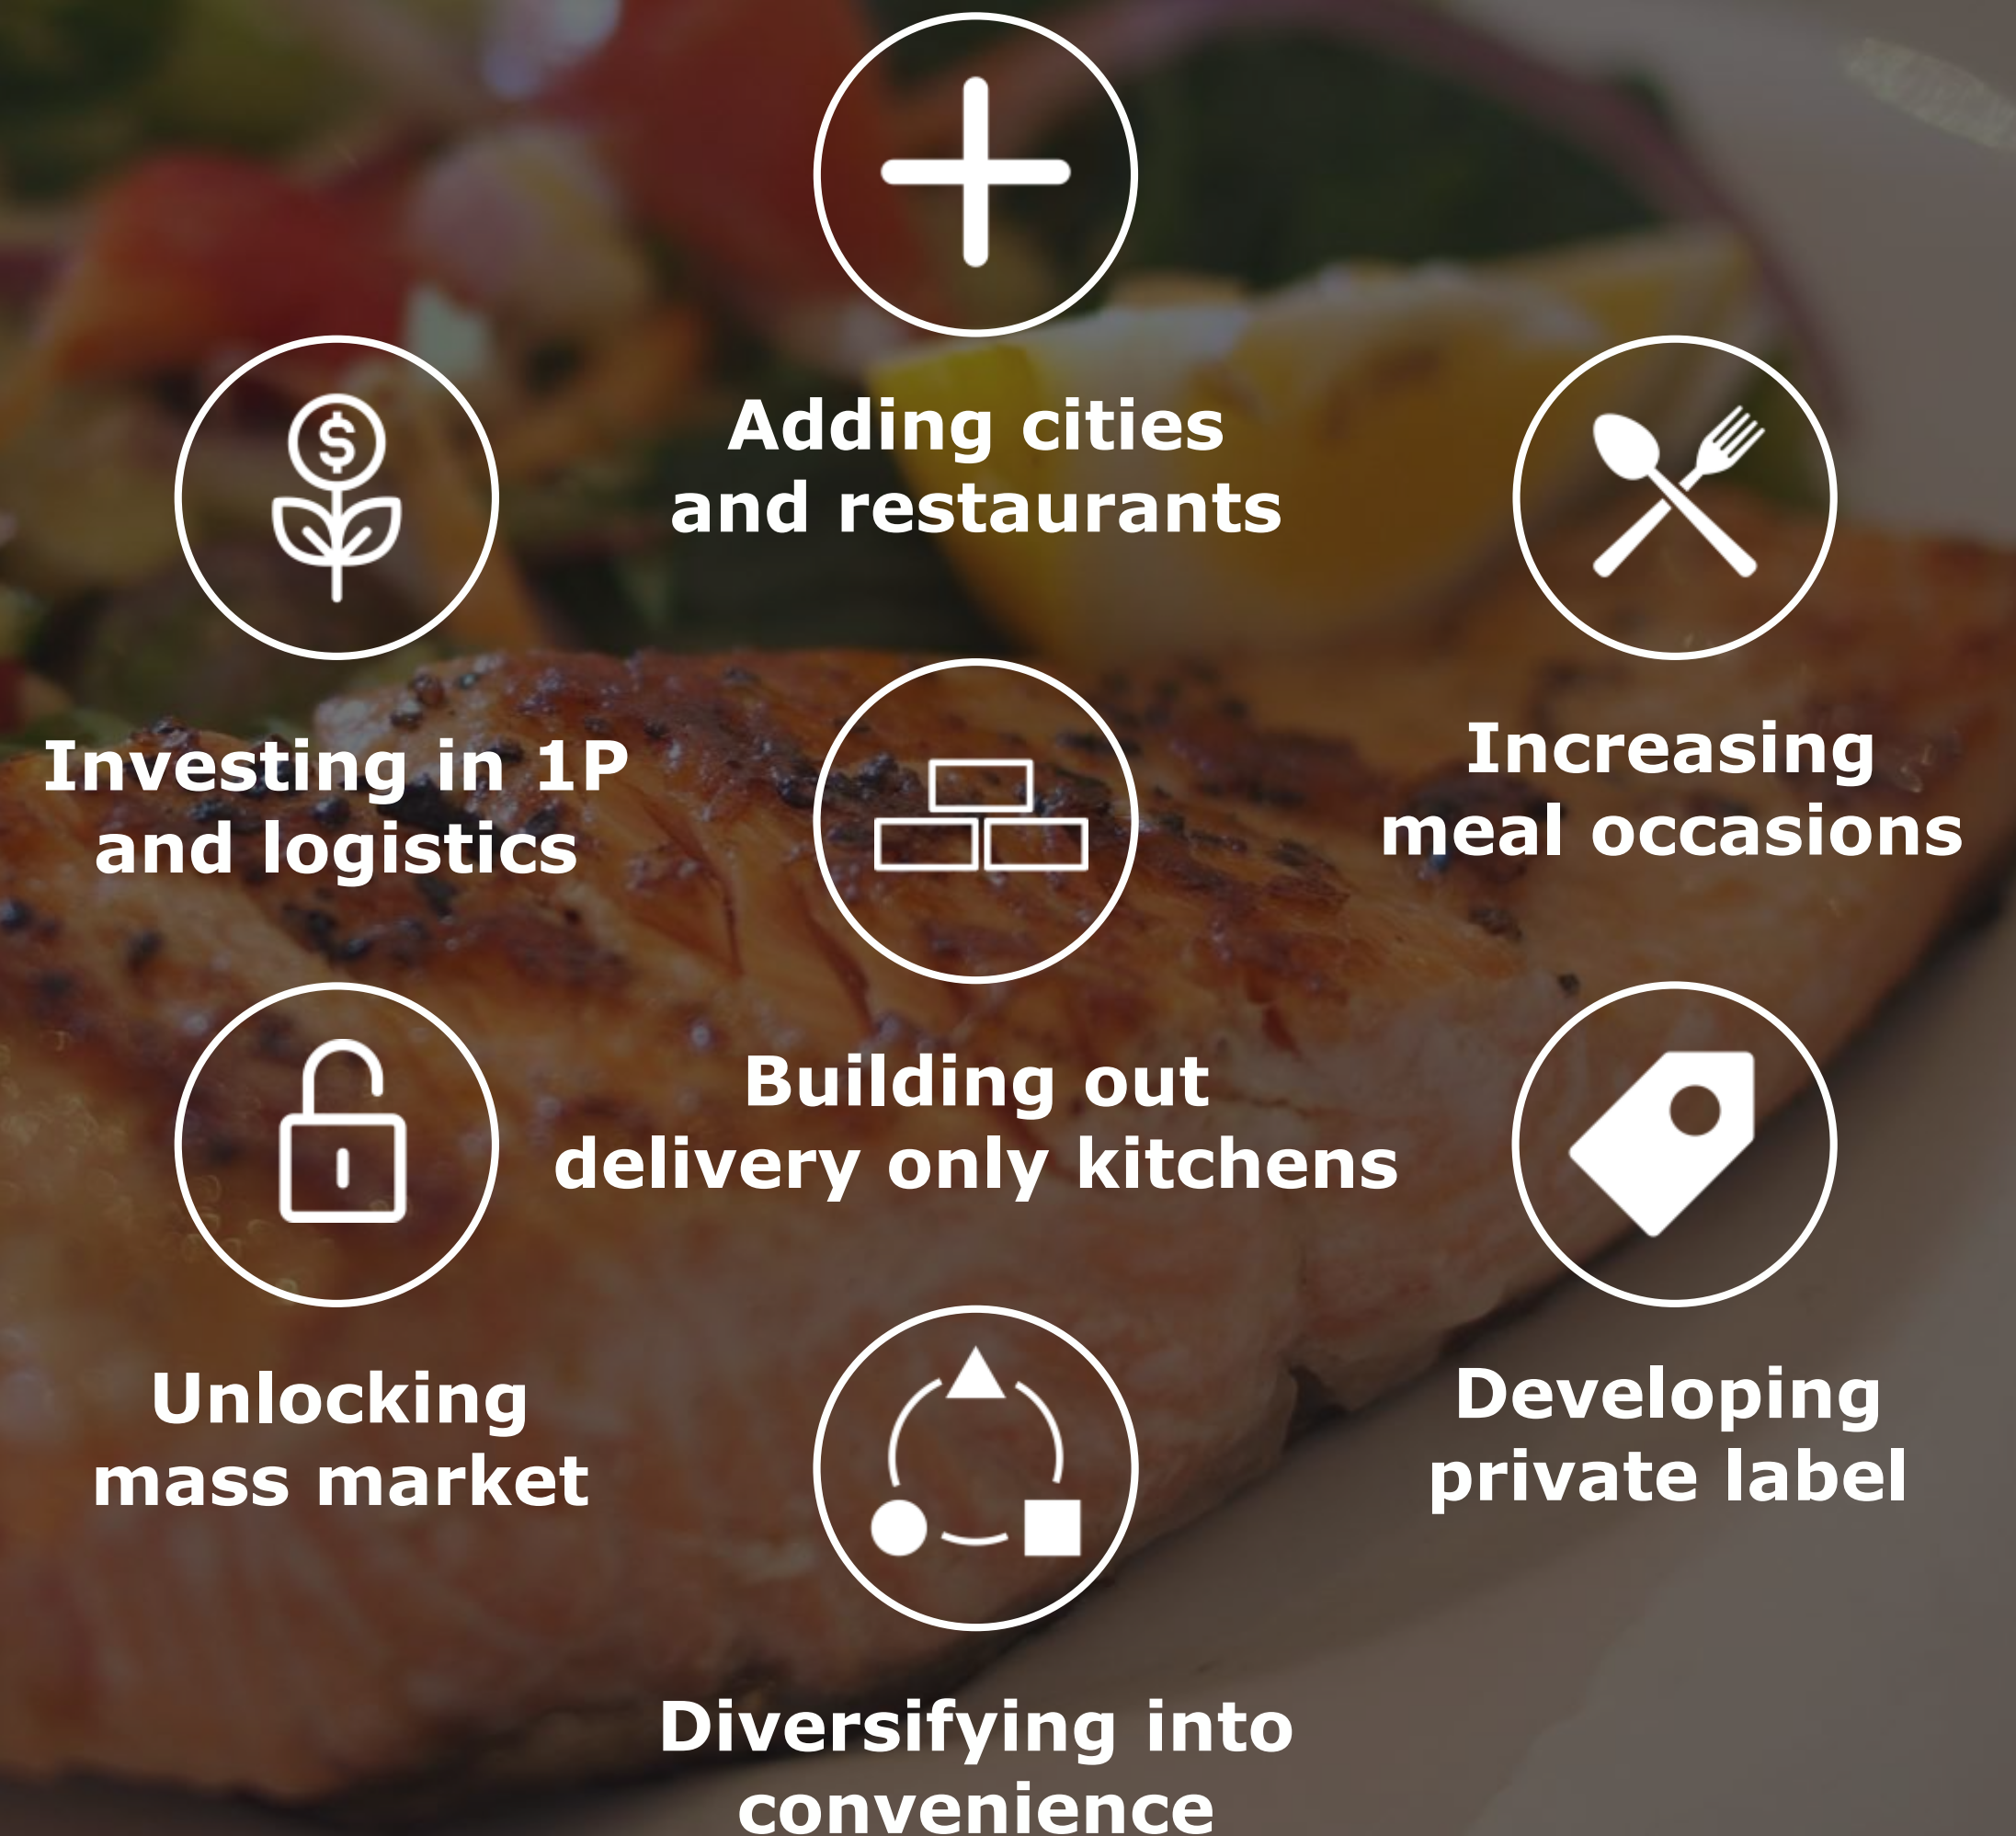 Adding cities
and restaurants
Investing in 1P
and logistics
Increasing
meal occasions
Building out
delivery only kitchens
Unlocking
mass market
Developing
private label
Diversifying into
convenience